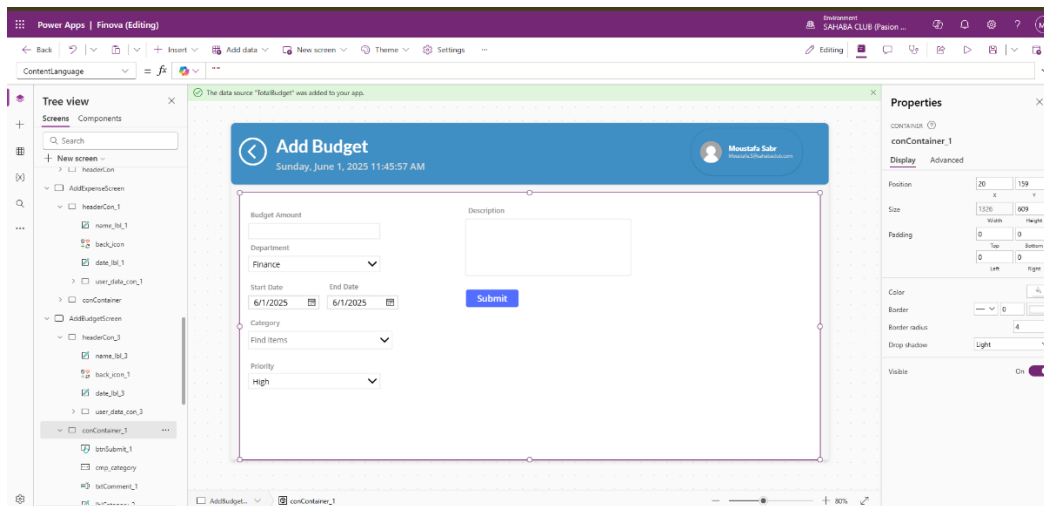 Power Apps | Finova (Editing)
Environment
SAHABA CLUB (Pasion ...
Back
Insert
Add data
New screen
Theme
Settings
...
Editing
ContentLanguage
= fx
""
Tree view
Screens Components
Search
New screen
headerCon
AddExpenseScreen
headerCon_1
name_lbl_1
back_icon
date_lbl_1
user_data_con_1
conContainer
AddBudgetScreen
headerCon_3
name_lbl_3
back_icon_1
date_lbl_3
user_data_con_3
conContainer_1 ...
btnSubmit_1
cmp_category
txtComment_1
The data source "TotalBudget" was added to your app.
Add Budget
Sunday, June 1, 2025 11:45:57 AM
Moustafa Sabr
Budget Amount
Description
Department
Finance
Start Date
End Date
6/1/2025
6/1/2025
Submit
Category
Find items
Priority
High
AddBudget...
conContainer_1
80%
Properties
CONTAINER
conContainer_1
Display Advanced
Position
20 159
X Y
Size
1326 609
Width Height
Padding
0 0
Top Bottom
0 0
Left Right
Color
Border
0
Border radius
4
Drop shadow
Light
Visible
On